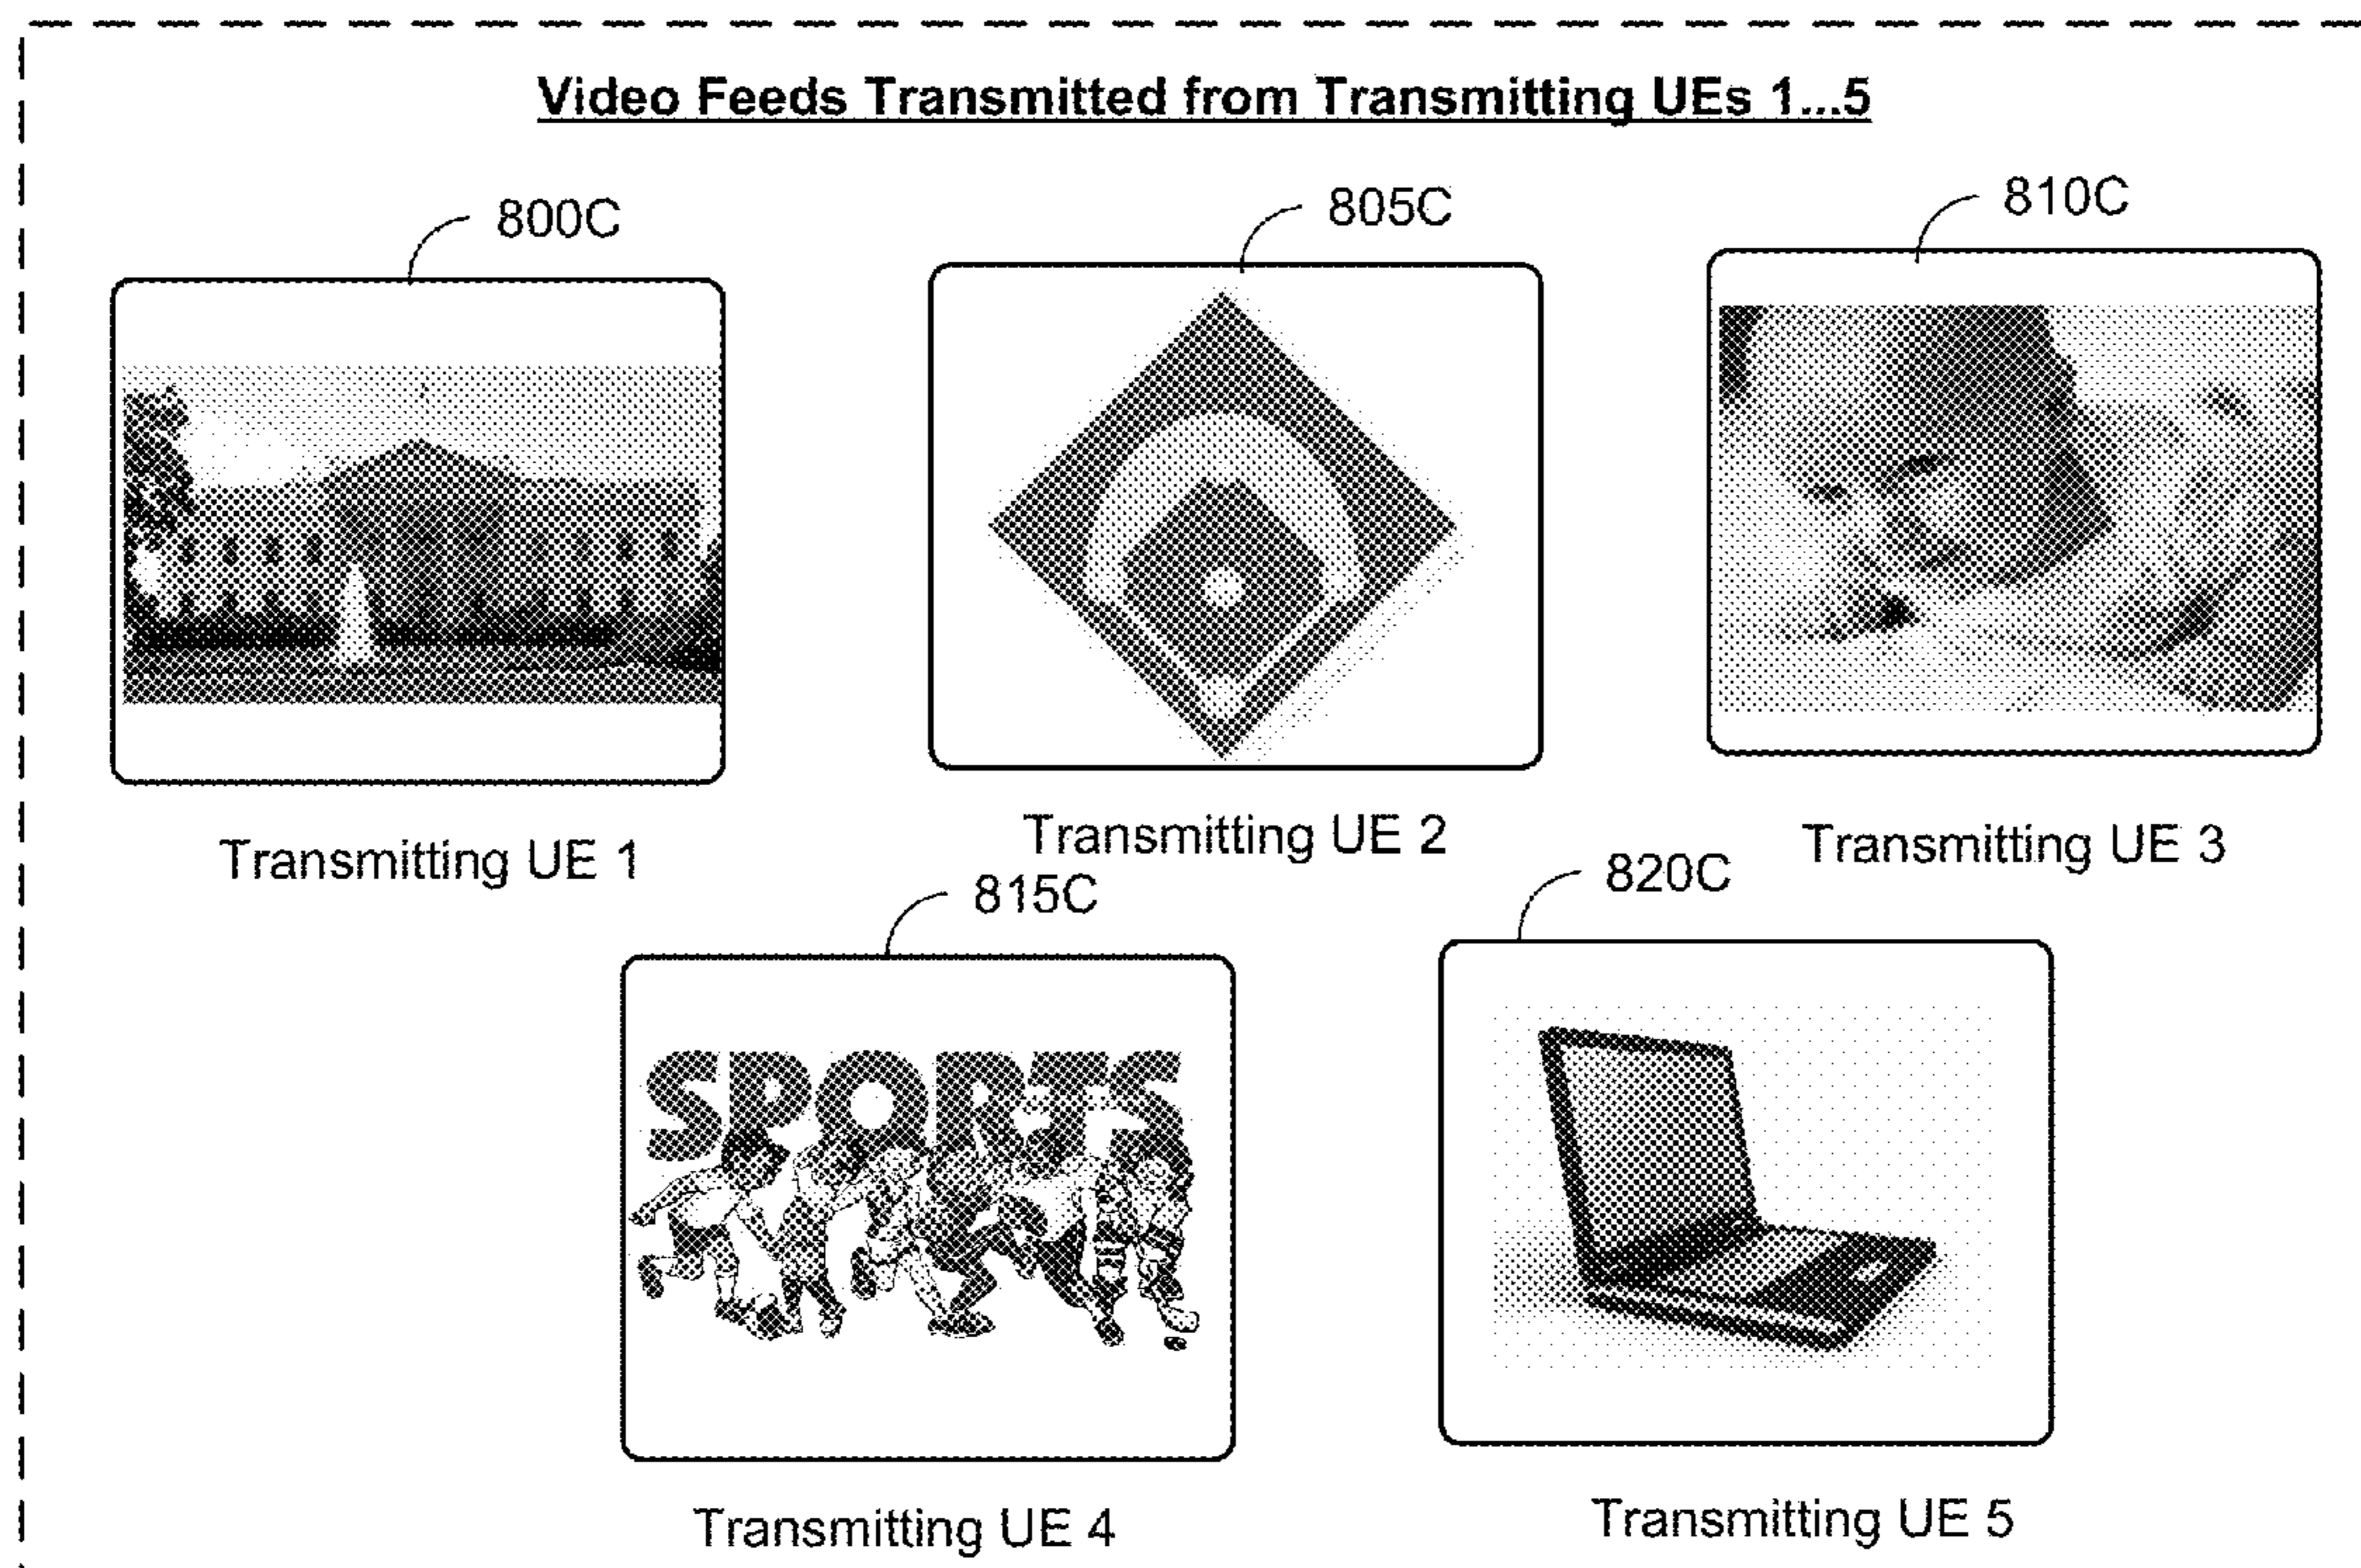 Video Feeds Transmitted from Transmitting UEs 1...5
800C
805C
810C
Transmitting UE 1
Transmitting UE 2
Transmitting UE 3
815C
820C
SPORTS
Transmitting UE 4
Transmitting UE 5